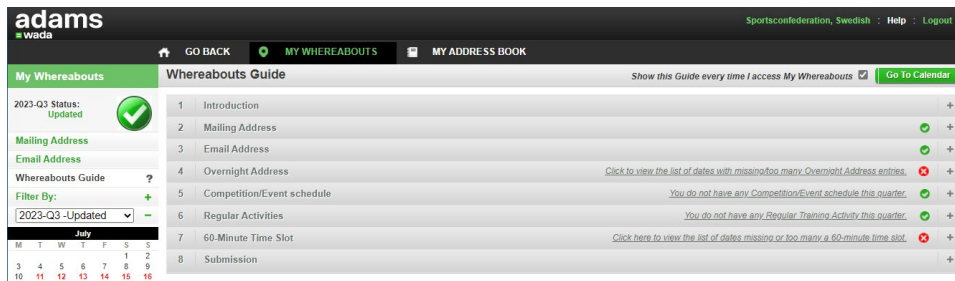 adams
wada
Sportsconfederation, Swedish : Help : Logout
GO BACK MY WHEREABOUTS MY ADDRESS BOOK
My Whereabouts
2023-Q3 Status:
Updated
Mailing Address
Email Address
Whereabouts Guide ?
Filter By: +
2023-Q3 -Updated −
July
M T W T F S S
1 2
3 4 5 6 7 8 9
10 11 12 13 14 15 16
Whereabouts Guide
Show this Guide every time I access My Whereabouts Go To Calendar
1 Introduction +
2 Mailing Address +
3 Email Address +
4 Overnight Address Click to view the list of dates with missing/too many Overnight Address entries. +
5 Competition/Event schedule You do not have any Competition/Event schedule this quarter. +
6 Regular Activities You do not have any Regular Training Activity this quarter. +
7 60-Minute Time Slot Click here to view the list of dates missing or too many a 60-minute time slot. +
8 Submission +